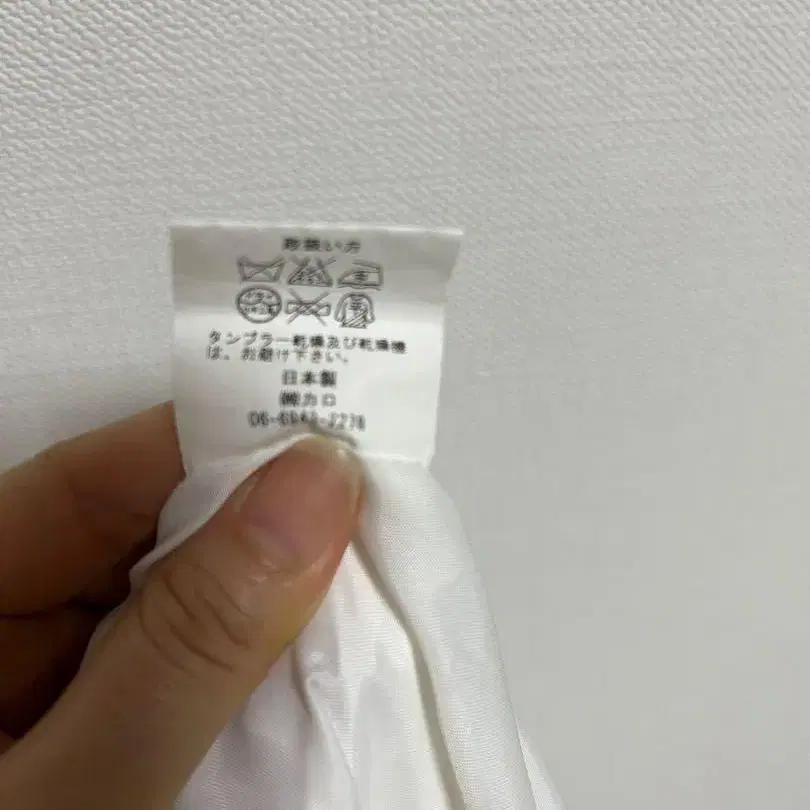 取扱い方
タンブラー乾燥及び乾燥機
は、お避け下さい。
日本製
㈱カロ